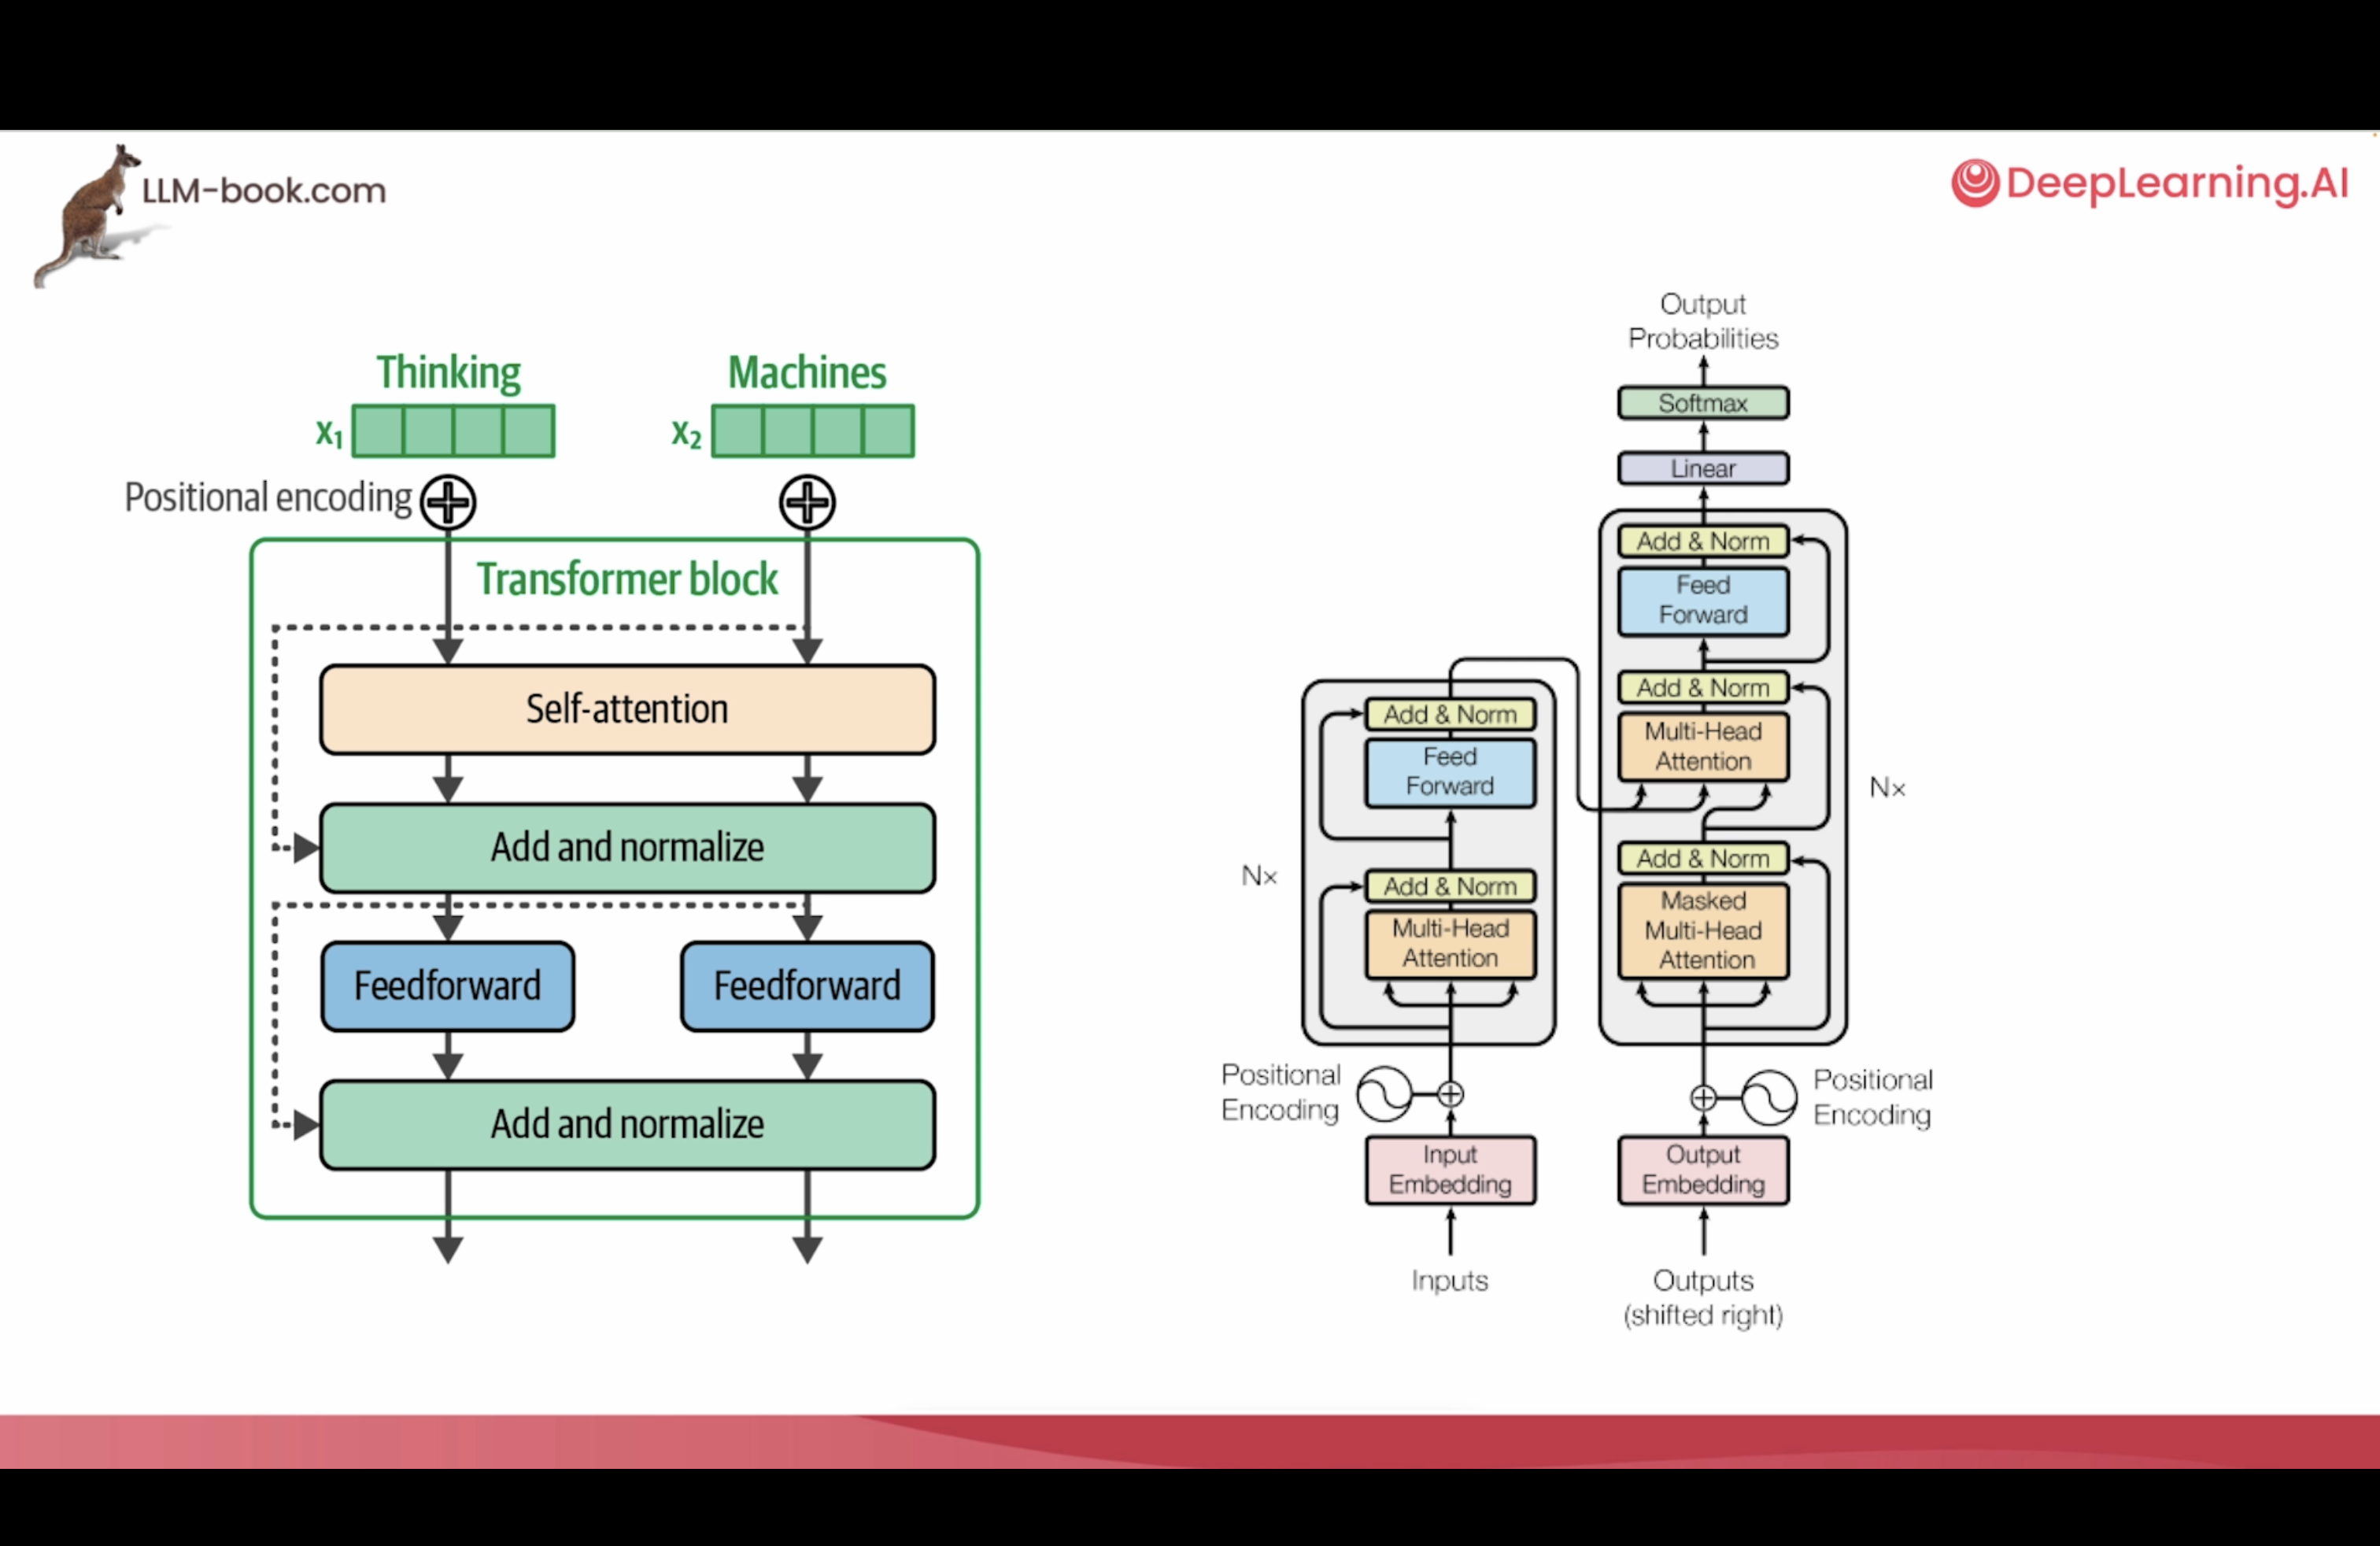 LLM-book.com
DeepLearning.AI
Thinking
Machines
x1
x2
Positional encoding
Transformer block
Self-attention
Add and normalize
Feedforward
Feedforward
Add and normalize
Output
Probabilities
Softmax
Linear
Add & Norm
Feed
Forward
Add & Norm
Multi-Head
Attention
Nx
Add & Norm
Masked
Multi-Head
Attention
Add & Norm
Feed
Forward
Nx
Add & Norm
Multi-Head
Attention
Positional
Encoding
Positional
Encoding
Input
Embedding
Output
Embedding
Inputs
Outputs
(shifted right)